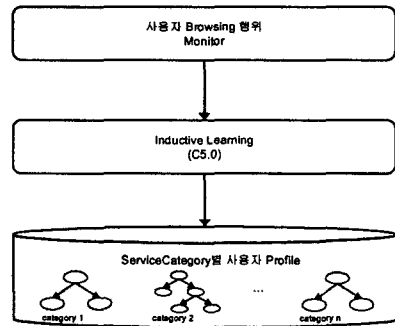 사용자 Browsing 행위
Monitor
Inductive Learning
(C5.0)
ServiceCategory별 사용자 Profile
...
category 1
category 2
category n